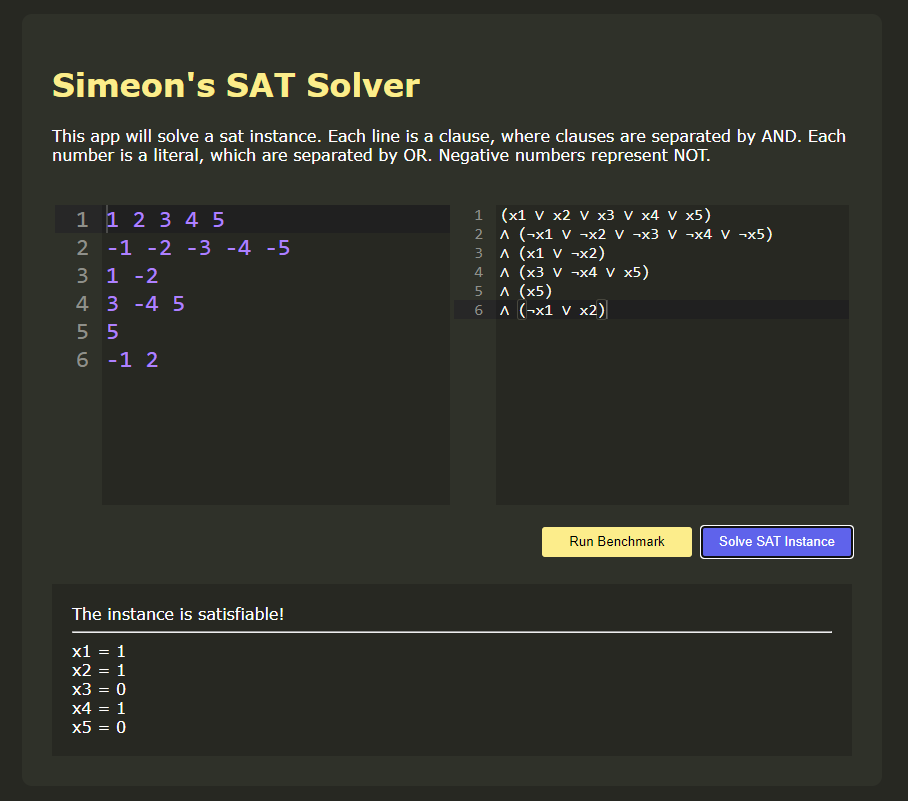 Simeon's SAT Solver
This app will solve a sat instance. Each line is a clause, where clauses are separated by AND. Each
number is a literal, which are separated by OR. Negative numbers represent NOT.
1 1 2 3 4 5
2 -1 -2 -3 -4 -5
3 1 -2
4 3 -4 5
5 5
6 -1 2
1 (x1 ∨ x2 ∨ x3 ∨ x4 ∨ x5)
2 ∧ (¬x1 ∨ ¬x2 ∨ ¬x3 ∨ ¬x4 ∨ ¬x5)
3 ∧ (x1 ∨ ¬x2)
4 ∧ (x3 ∨ ¬x4 ∨ x5)
5 ∧ (x5)
6 ∧ (¬x1 ∨ x2)
Run Benchmark
Solve SAT Instance
The instance is satisfiable!
x1 = 1
x2 = 1
x3 = 0
x4 = 1
x5 = 0